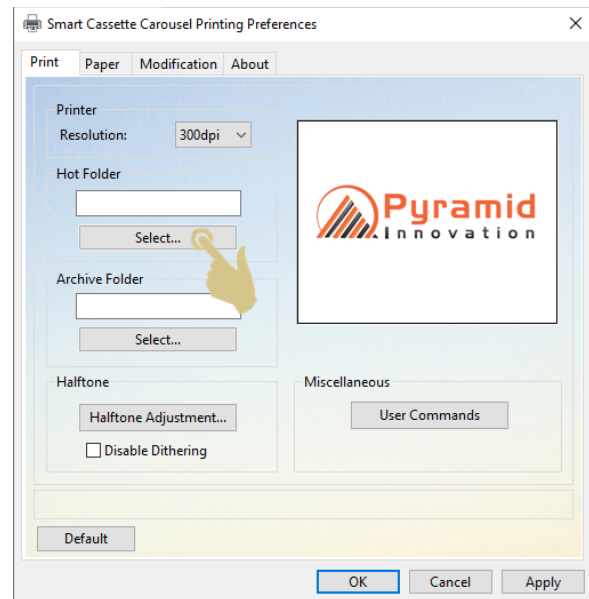 Smart Cassette Carousel Printing Preferences
Print Paper Modification About
Printer
Resolution: 300dpi
Hot Folder
Select...
Archive Folder
Select...
Pyramid
Innovation
Halftone
Halftone Adjustment...
Disable Dithering
Miscellaneous
User Commands
Default
OK Cancel Apply